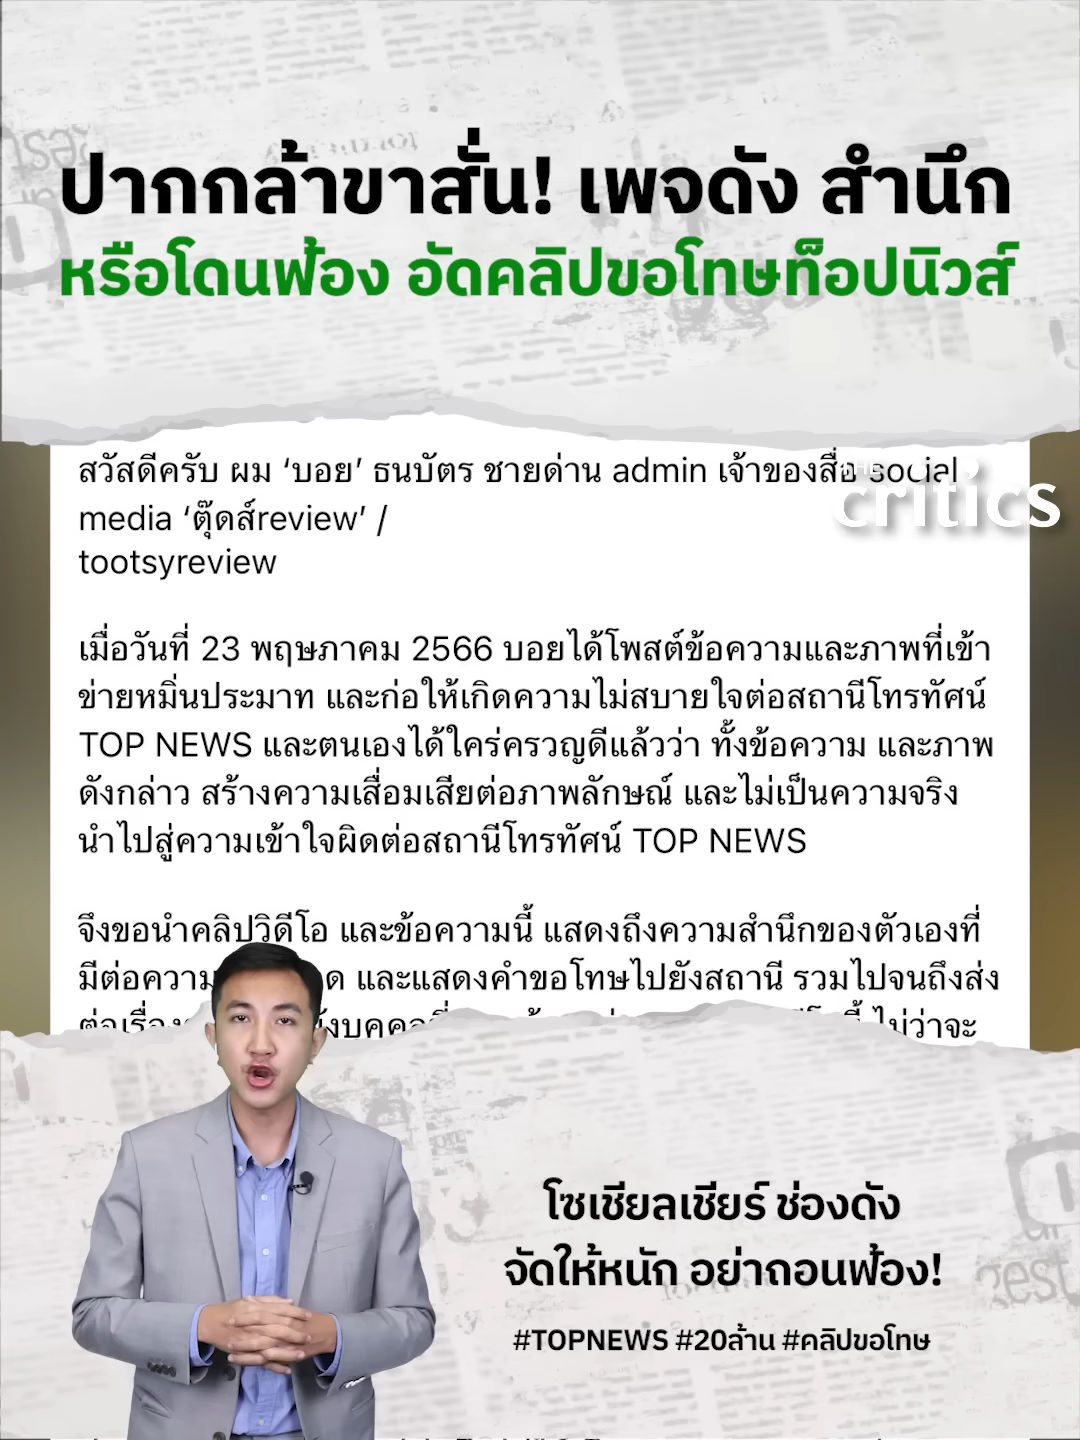 ปากกล้าขาสั่น! เพจดัง สำนึก
หรือโดนฟ้อง อัดคลิปขอโทษท็อปนิวส์
สวัสดีครับ ผม ‘บอย’ ธนบัตร ชายด่าน admin เจ้าของสื่อ social
media ‘ตุ๊ดส์review’ /
tootsyreview
THE
critics
เมื่อวันที่ 23 พฤษภาคม 2566 บอยได้โพสต์ข้อความและภาพที่เข้า
ข่ายหมิ่นประมาท และก่อให้เกิดความไม่สบายใจต่อสถานีโทรทัศน์
TOP NEWS และตนเองได้ใคร่ครวญดีแล้วว่า ทั้งข้อความ และภาพ
ดังกล่าว สร้างความเสื่อมเสียต่อภาพลักษณ์ และไม่เป็นความจริง
นำไปสู่ความเข้าใจผิดต่อสถานีโทรทัศน์ TOP NEWS
จึงขอนำคลิปวิดีโอ และข้อความนี้ แสดงถึงความสำนึกของตัวเองที่
มีต่อความ และแสดงคำขอโทษไปยังสถานี รวมไปจนถึงส่ง
ไม่ว่าจะ
โซเชียลเชียร์ ช่องดัง
จัดให้หนัก อย่าถอนฟ้อง!
#TOPNEWS #20ล้าน #คลิปขอโทษ